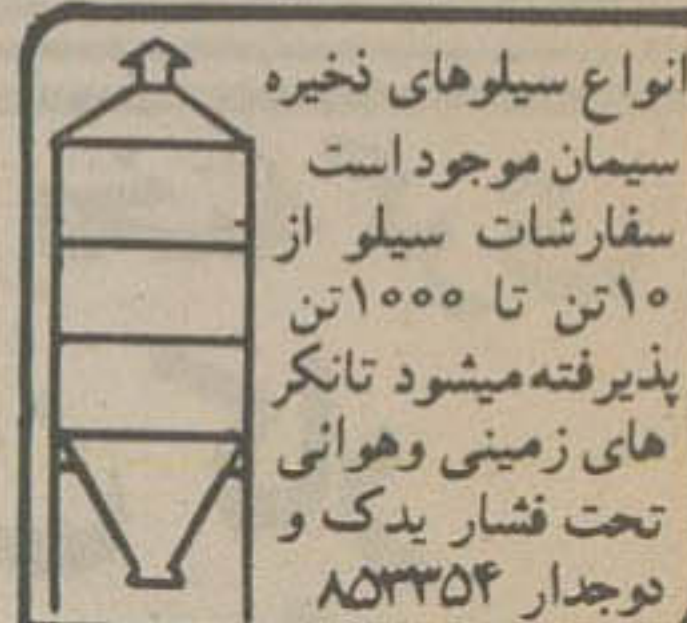 انواع سیلوهای ذخیره
سیمان موجود است
سفارشات سیلو از
۱۰تن تا ۱۰۰۰تن
پذیرفته میشود تانکر
های زمینی وهوائی
تحت فشار یدک و
دوجدار ۸۵۳۳۵۴